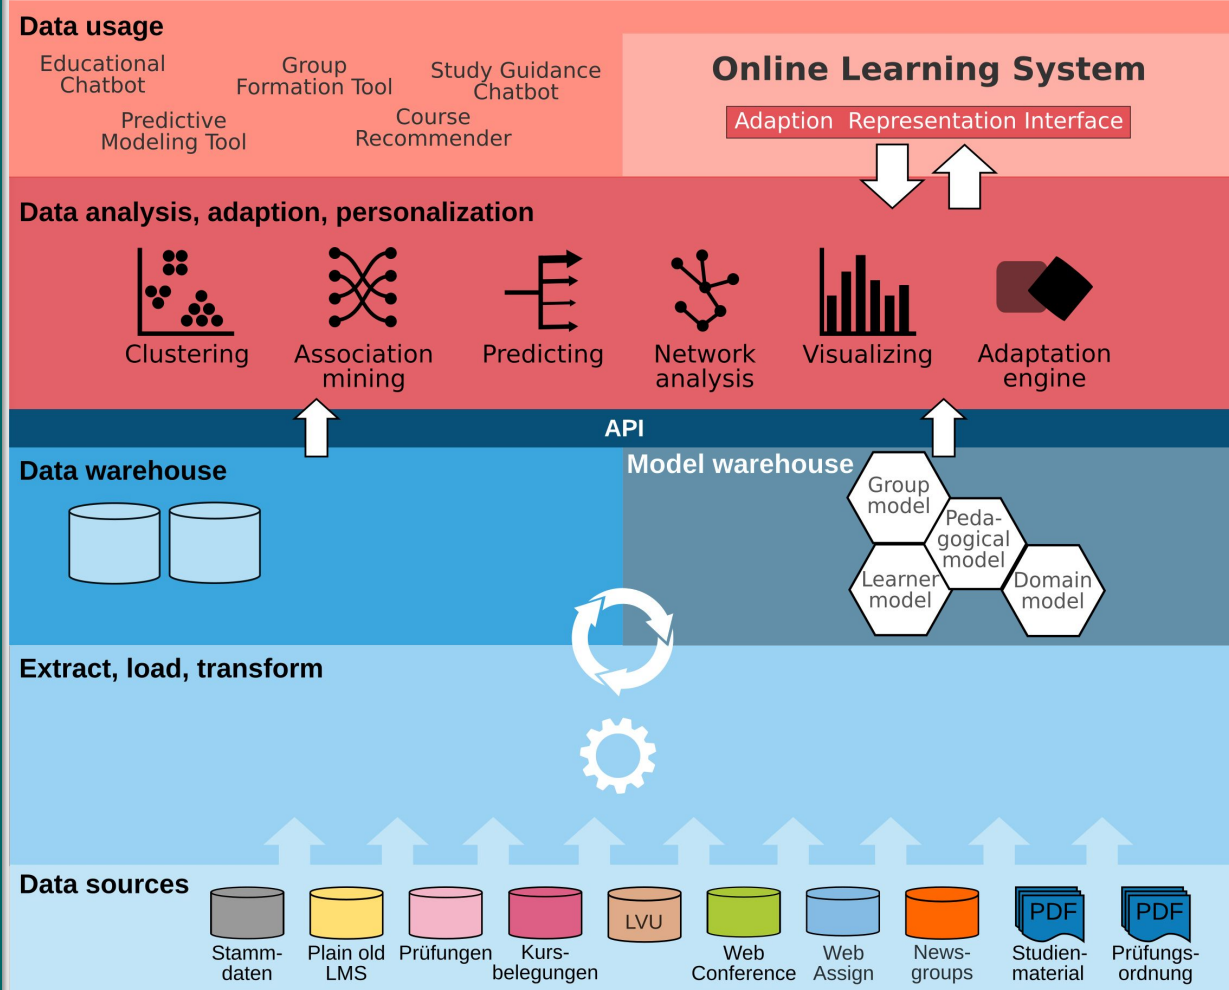 Data usage
Educational
Chatbot
Group
Formation Tool
Study Guidance
Chatbot
Predictive
Modeling Tool
Course
Recommender
Online Learning System
Adaption Representation Interface
Data analysis, adaption, personalization
Clustering
Association
mining
Predicting
Network
analysis
Visualizing
Adaptation
engine
API
Data warehouse
Model warehouse
Group
model
Peda-
gogical
model
Learner
model
Domain
model
Extract, load, transform
Data sources
Stamm-
daten
Plain old
LMS
Prüfungen
Kurs-
belegungen
LVU
Web
Conference
Web
Assign
News-
groups
PDF
Studien-
material
PDF
Prüfungs-
ordnung